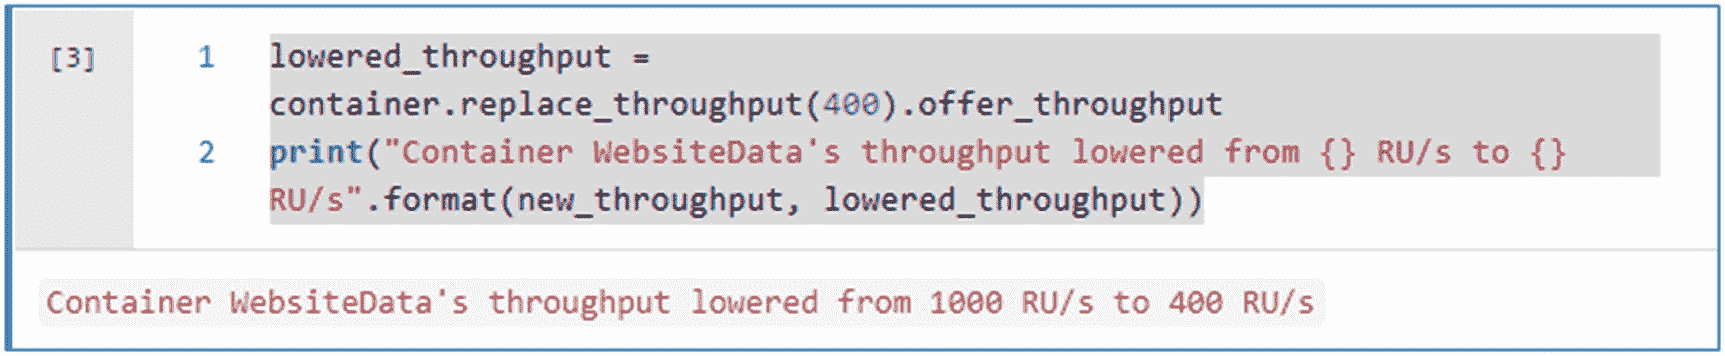 [3] 1 lowered_throughput =
container.replace_throughput(400).offer_throughput
2 print("Container WebsiteData's throughput lowered from {} RU/s to {}
RU/s".format(new_throughput, lowered_throughput))
Container WebsiteData's throughput lowered from 1000 RU/s to 400 RU/s